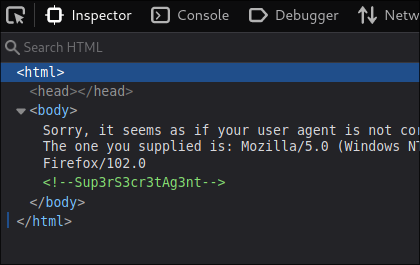 Inspector Console Debugger Netw
Search HTML
<html>
<head></head>
<body>
Sorry, it seems as if your user agent is not cor
The one you supplied is: Mozilla/5.0 (Windows NT
Firefox/102.0
<!--Sup3rS3cr3tAg3nt-->
</body>
</html>